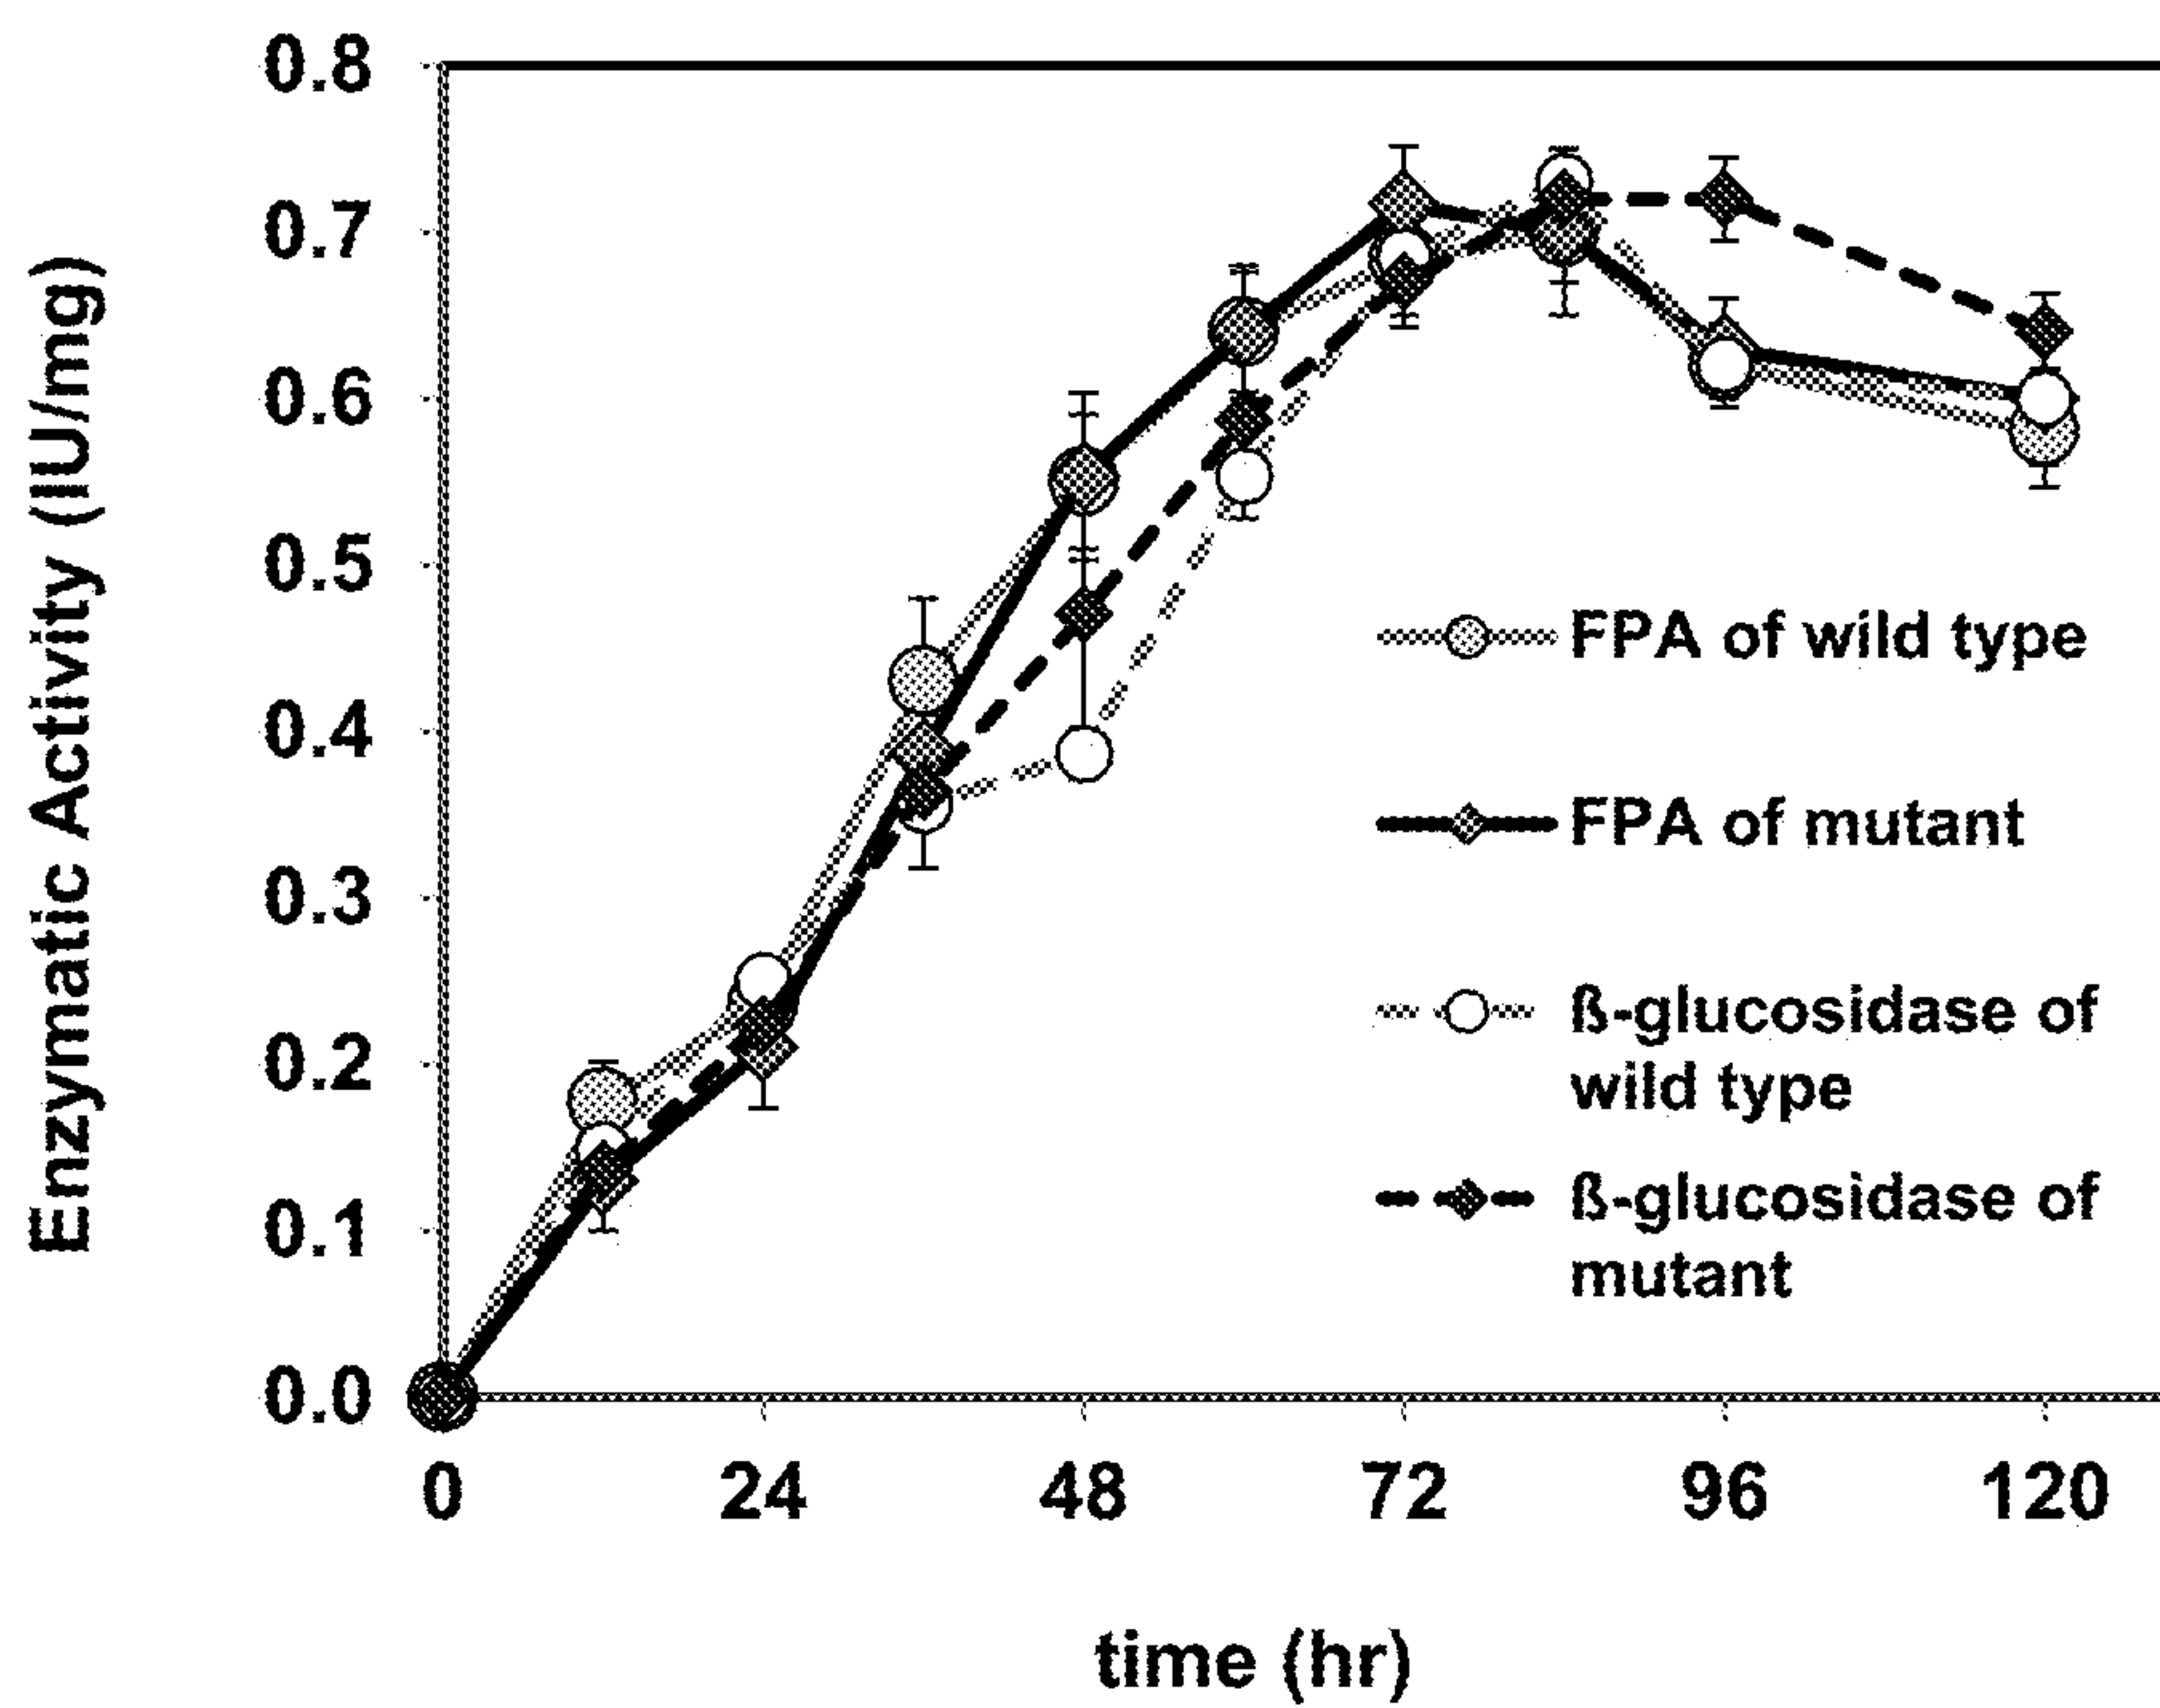 Enzymatic Activity (IU/mg)
0.8
0.7
0.6
0.5
0.4
0.3
0.2
0.1
0.0
FPA of wild type
FPA of mutant
ß-glucosidase of
wild type
ß-glucosidase of
mutant
0 24 48 72 96 120
time (hr)